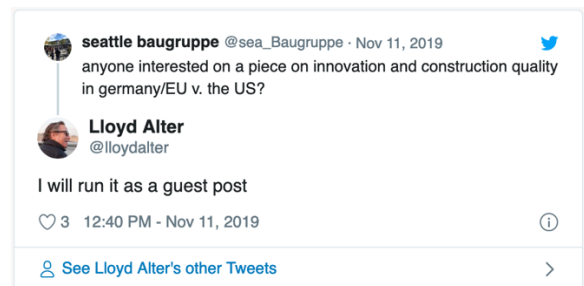 seattle baugruppe @sea_Baugruppe · Nov 11, 2019
anyone interested on a piece on innovation and construction quality
in germany/EU v. the US?
Lloyd Alter
@lloydalter
I will run it as a guest post
3 12:40 PM - Nov 11, 2019
See Lloyd Alter's other Tweets